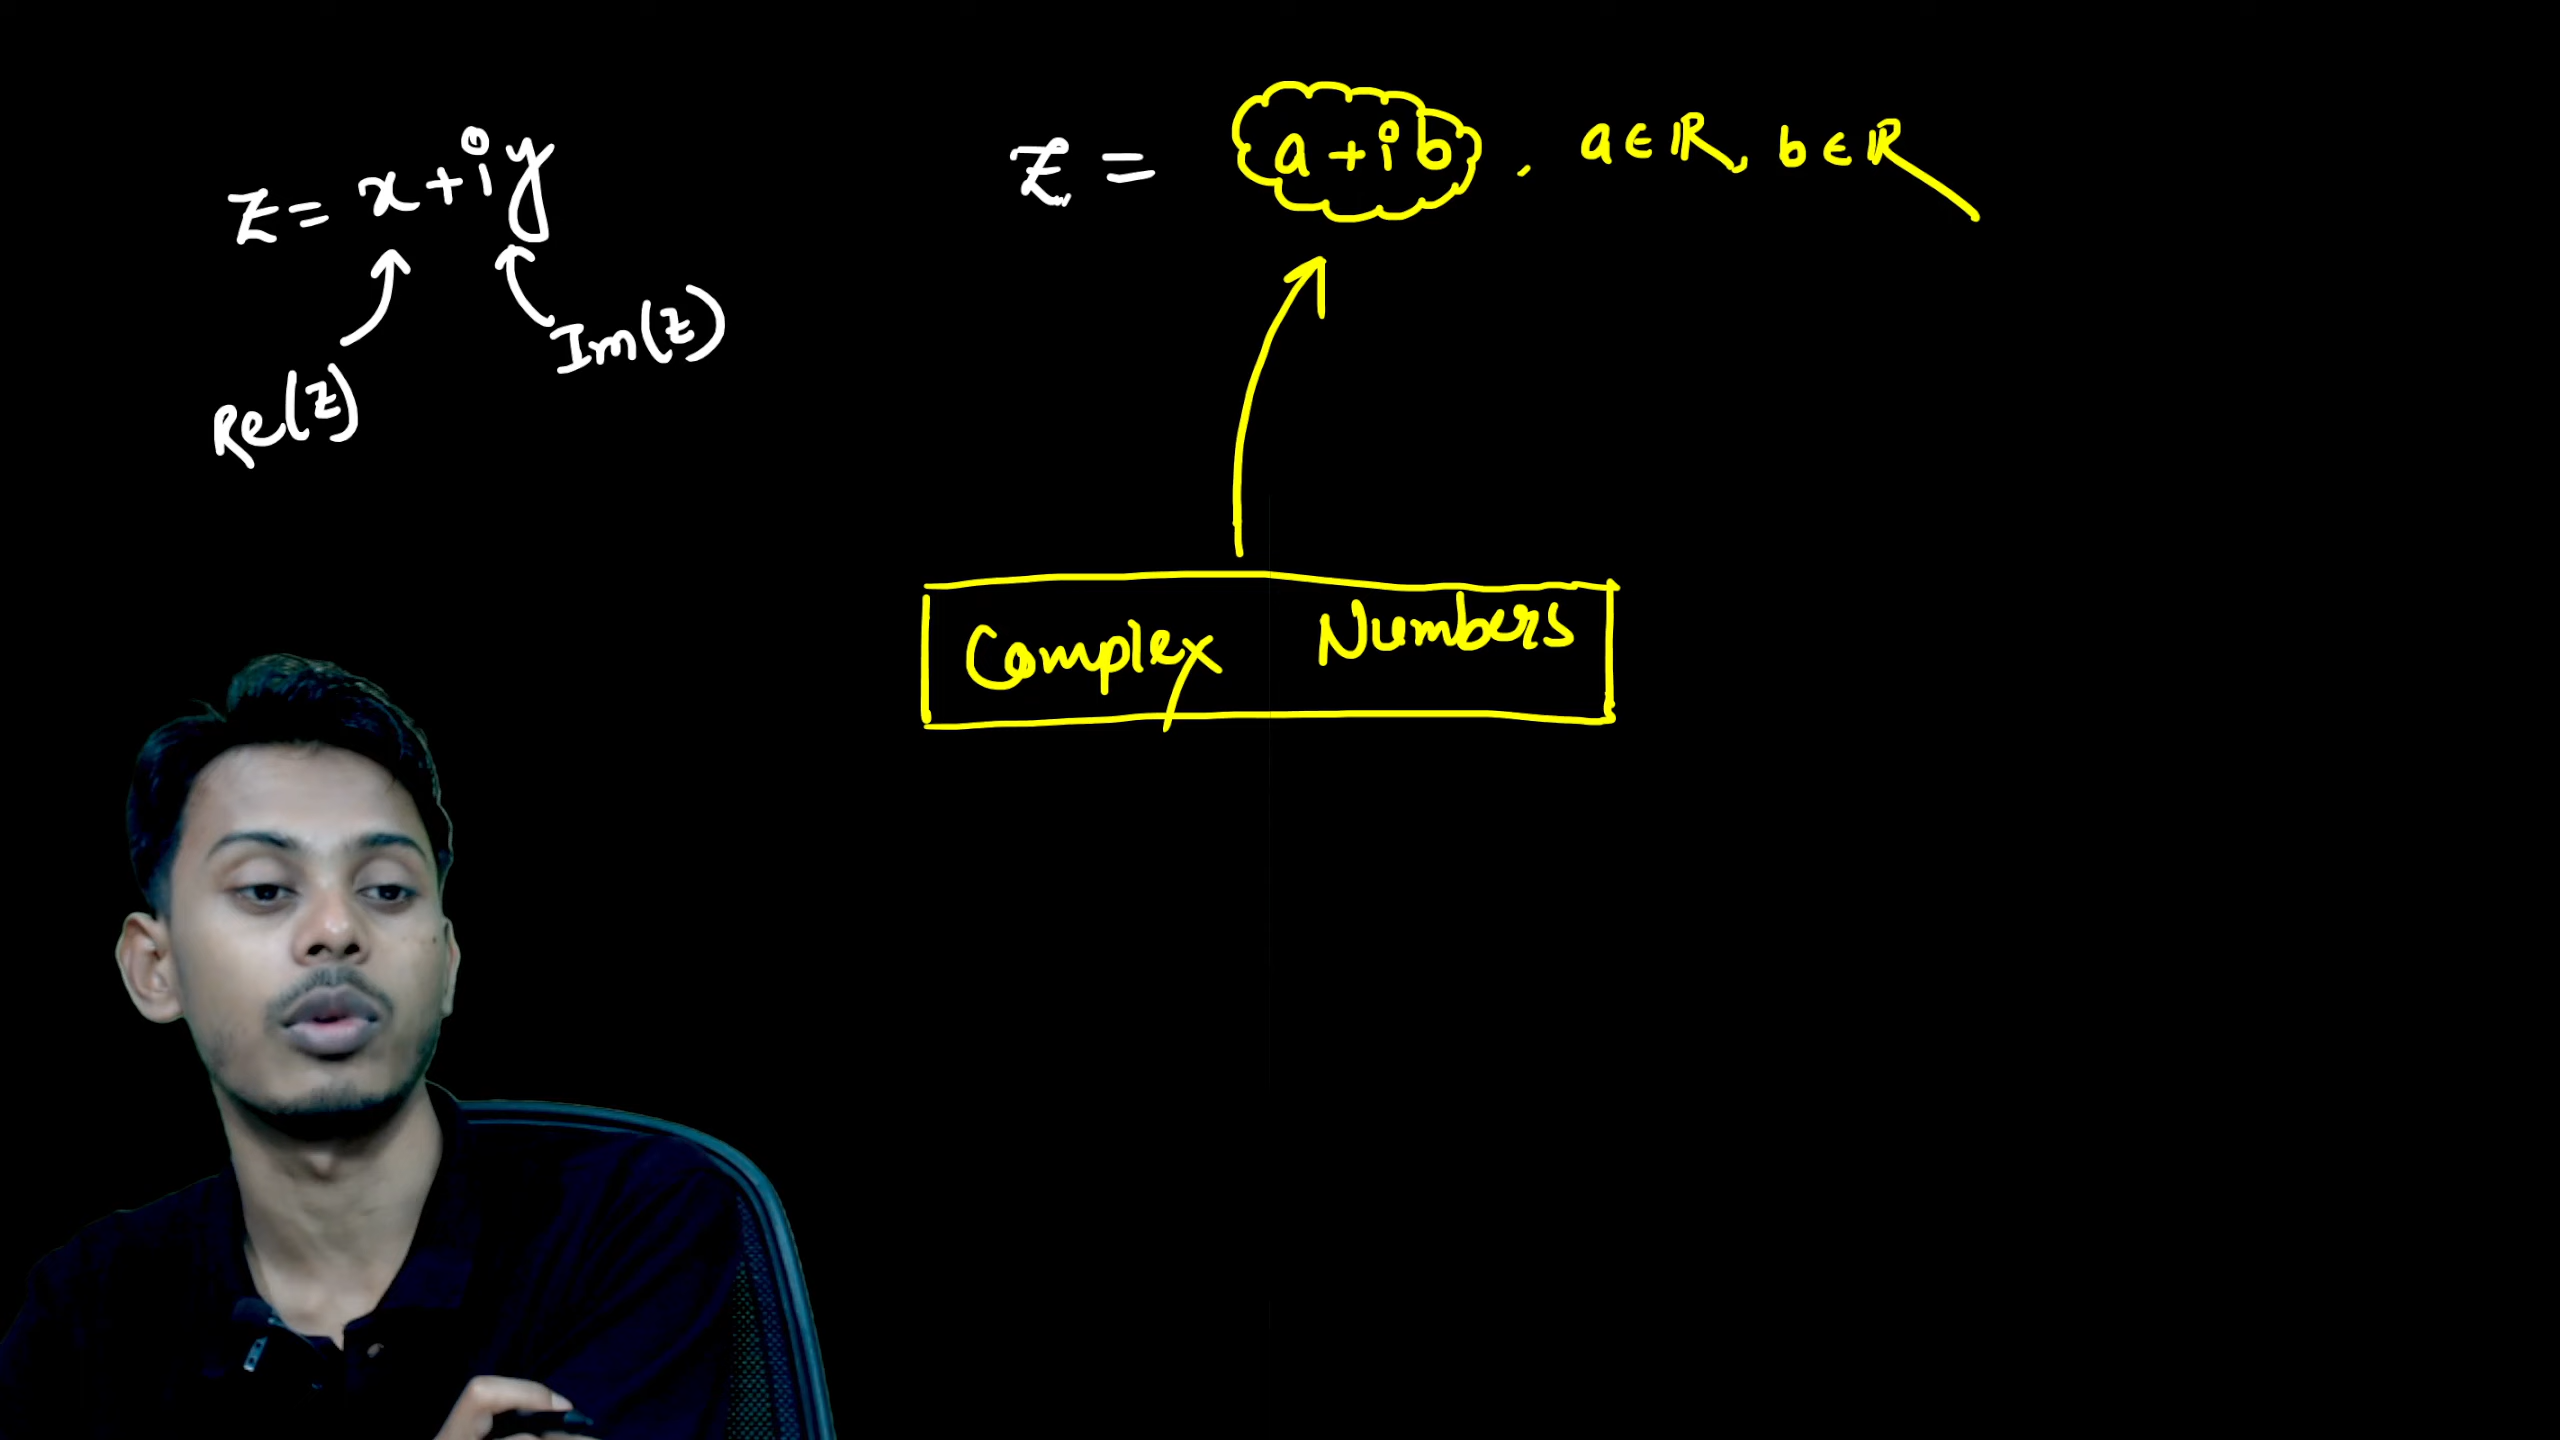 z = x + iy
Re(z)
Im(z)
z = a + ib , a ∈ ℝ, b ∈ ℝ
Complex Numbers